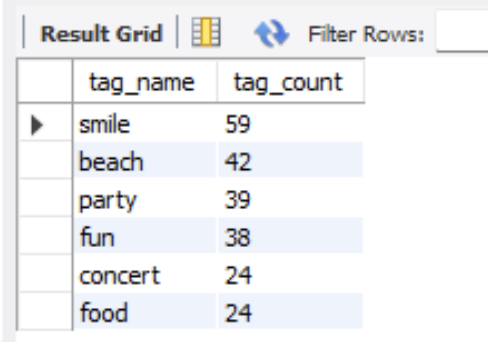 Result Grid Filter Rows:
tag_name tag_count
smile 59
beach 42
party 39
fun 38
concert 24
food 24